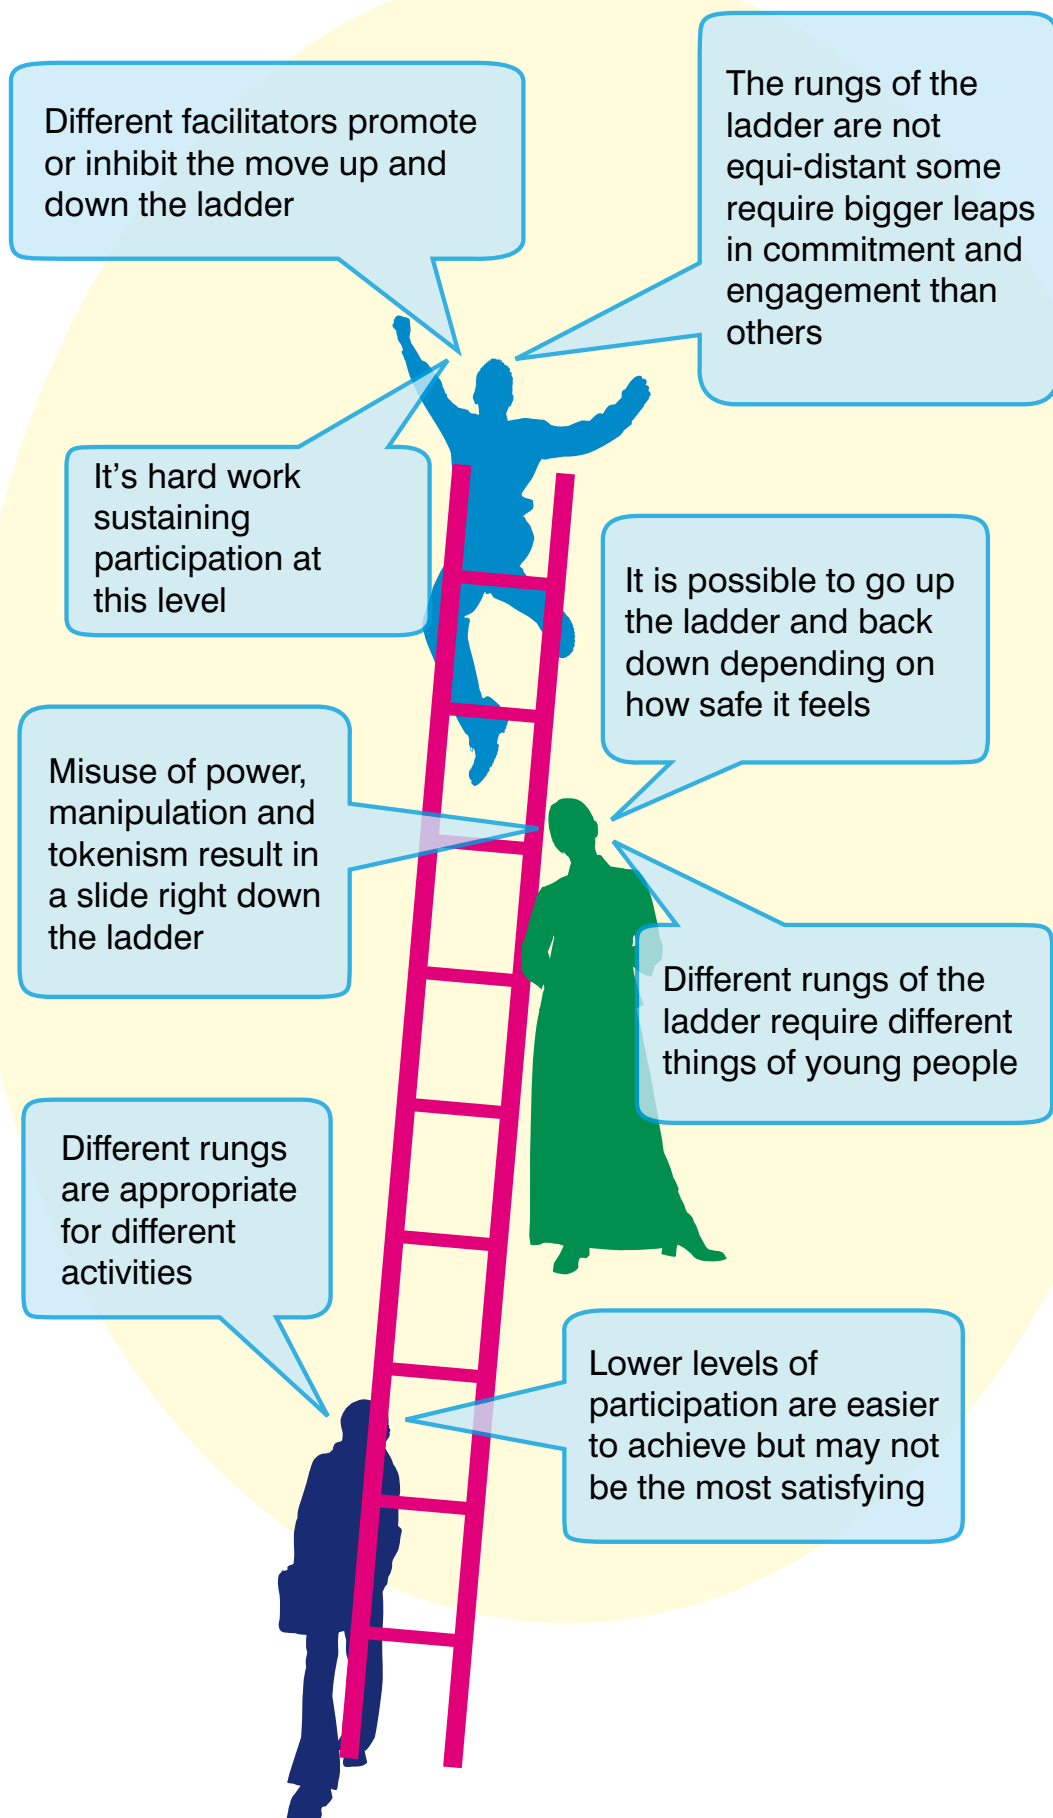 Different facilitators promote
or inhibit the move up and
down the ladder
The rungs of the
ladder are not
equi-distant some
require bigger leaps
in commitment and
engagement than
others
It’s hard work
sustaining
participation at
this level
It is possible to go up
the ladder and back
down depending on
how safe it feels
Misuse of power,
manipulation and
tokenism result in
a slide right down
the ladder
Different rungs of the
ladder require different
things of young people
Different rungs
are appropriate
for different
activities
Lower levels of
participation are easier
to achieve but may not
be the most satisfying